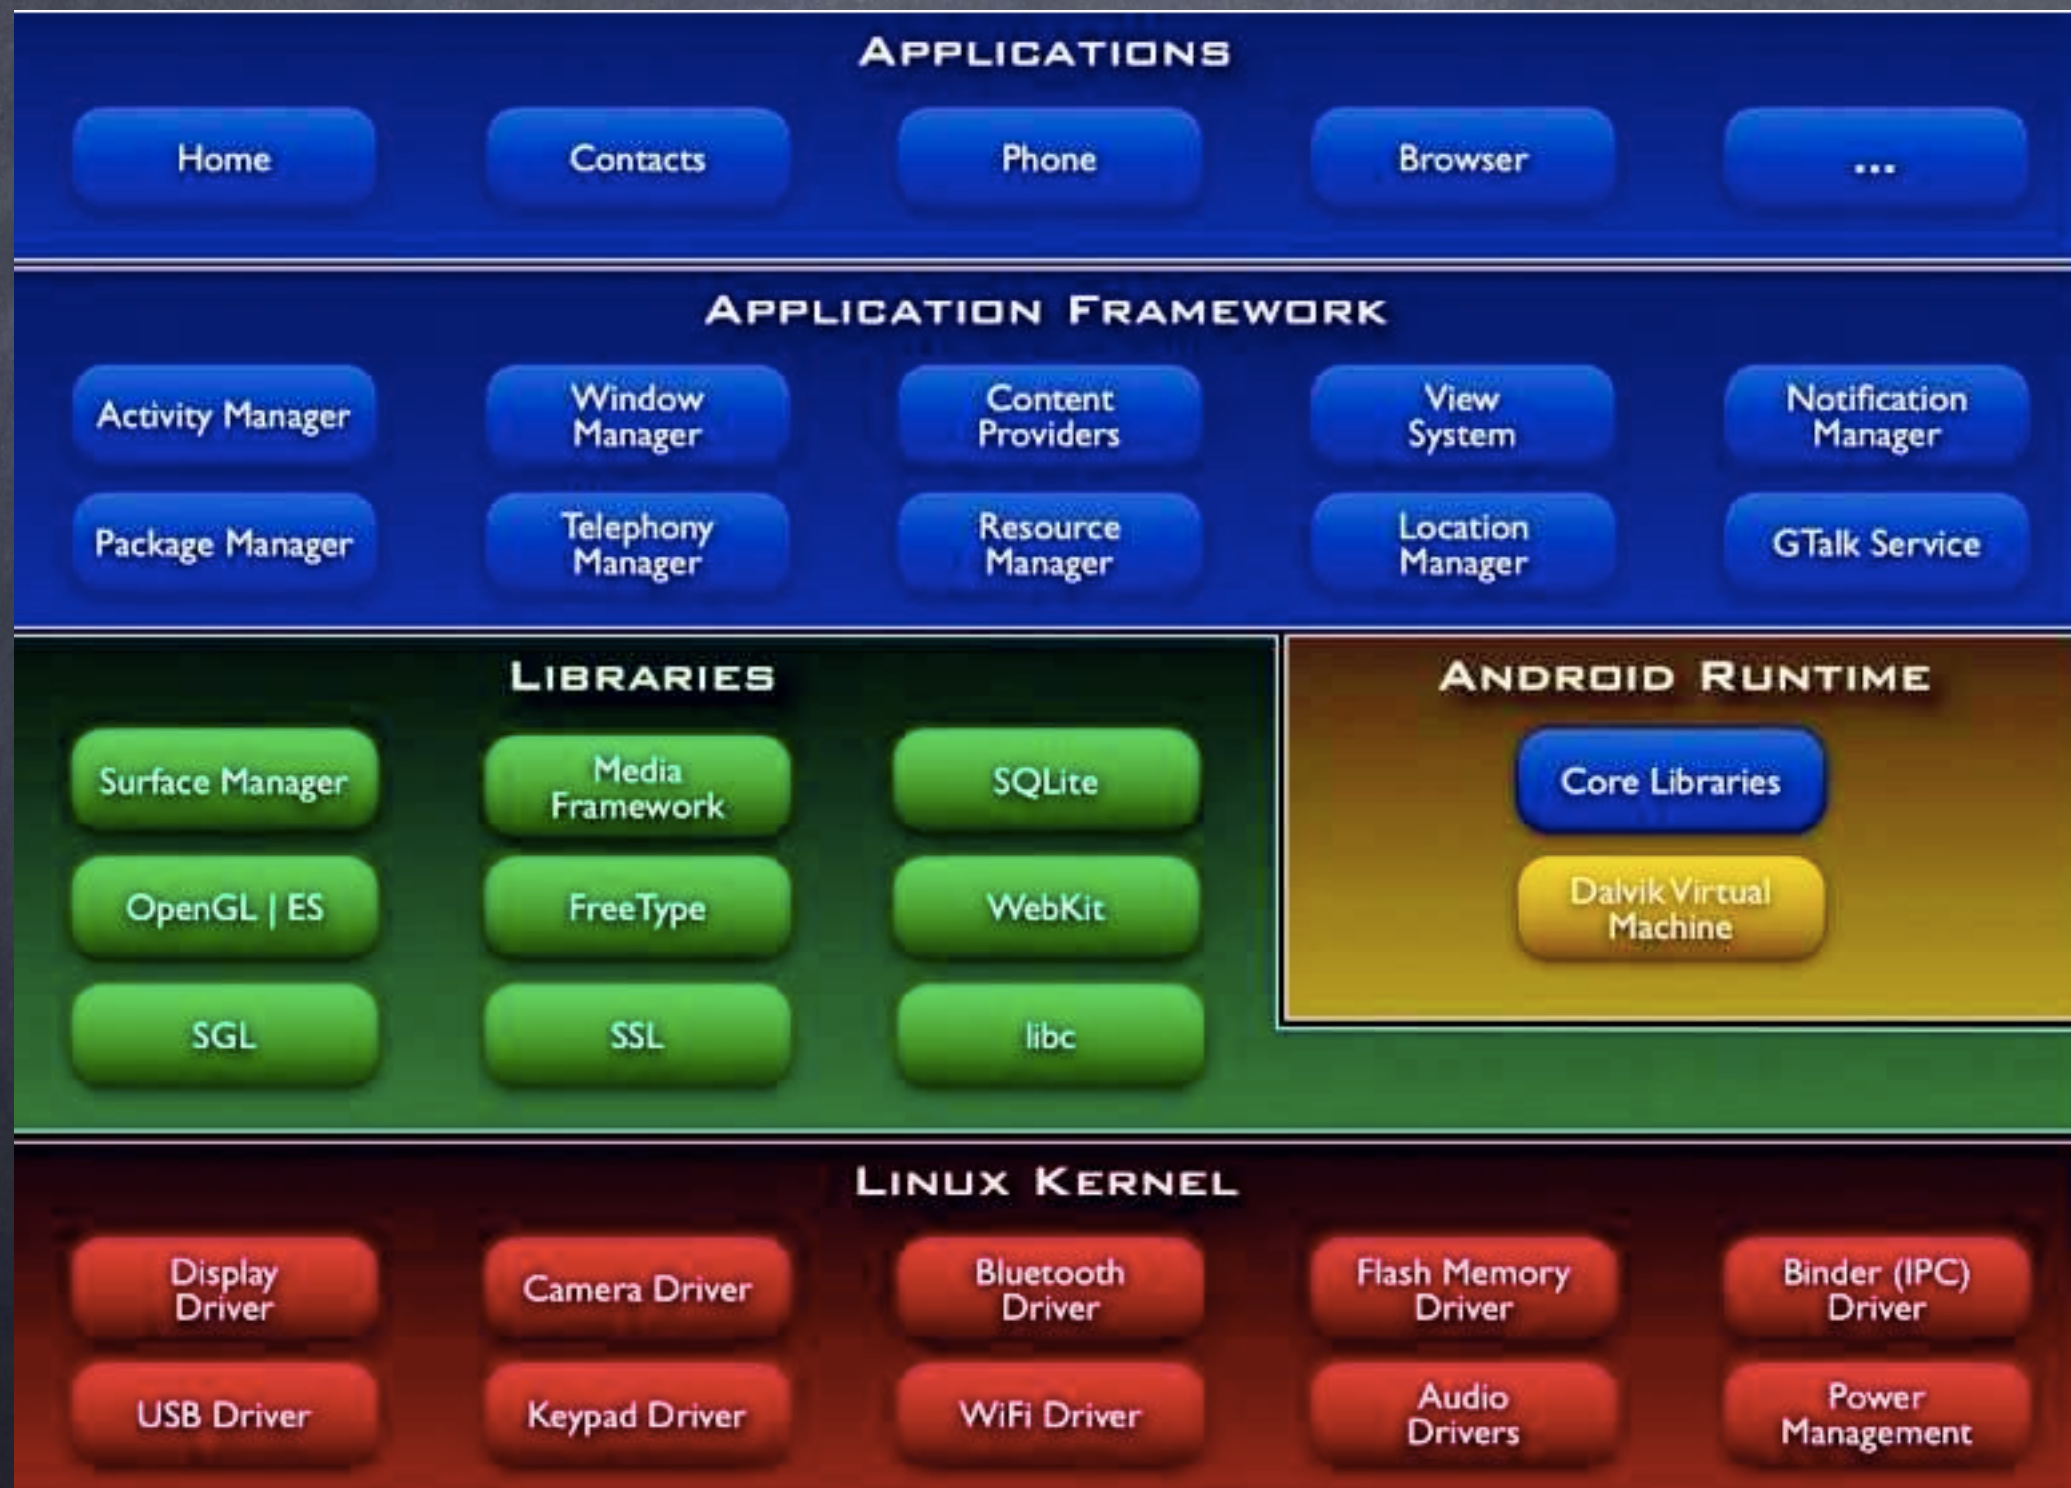 APPLICATIONS
Home
Contacts
Phone
Browser
...
APPLICATION FRAMEWORK
Activity Manager
Window
Manager
Content
Providers
View
System
Notification
Manager
Package Manager
Telephony
Manager
Resource
Manager
Location
Manager
GTalk Service
LIBRARIES
Surface Manager
Media
Framework
SQLite
OpenGL | ES
FreeType
WebKit
SGL
SSL
libc
ANDROID RUNTIME
Core Libraries
Dalvik Virtual
Machine
LINUX KERNEL
Display
Driver
Camera Driver
Bluetooth
Driver
Flash Memory
Driver
Binder (IPC)
Driver
USB Driver
Keypad Driver
WiFi Driver
Audio
Drivers
Power
Management